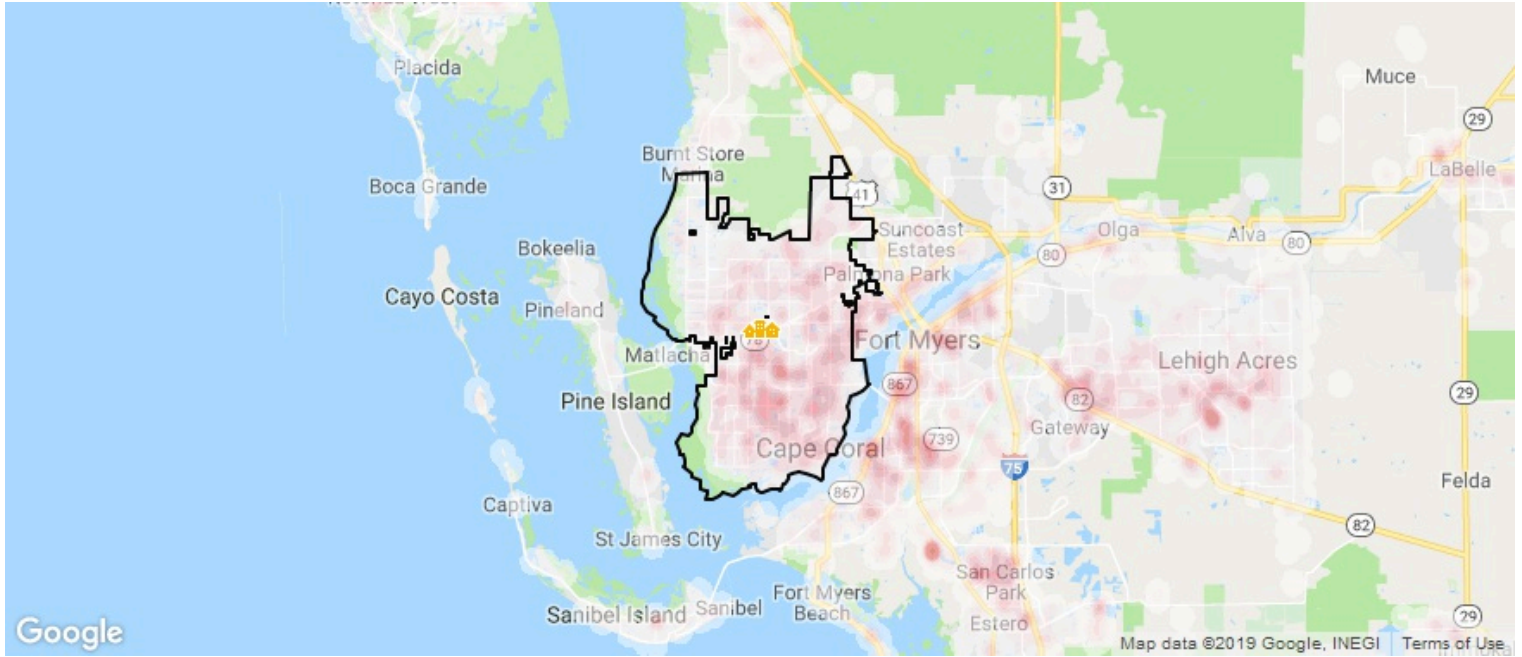 Placida
Muce
29
LaBelle
Burnt Store
Marina
Boca Grande
31
41
Suncoast
Estates
Olga
Alva
80
80
Bokeelia
Palmona Park
Cayo Costa
Pineland
78
Fort Myers
Matlacha
Lehigh Acres
867
29
Pine Island
82
Gateway
Cape Coral
739
75
Felda
867
Captiva
82
St James City
San Carlos
Park
Fort Myers
Beach
Sanibel Island
Sanibel
Estero
29
Google
Map data ©2019 Google, INEGI
Terms of Use